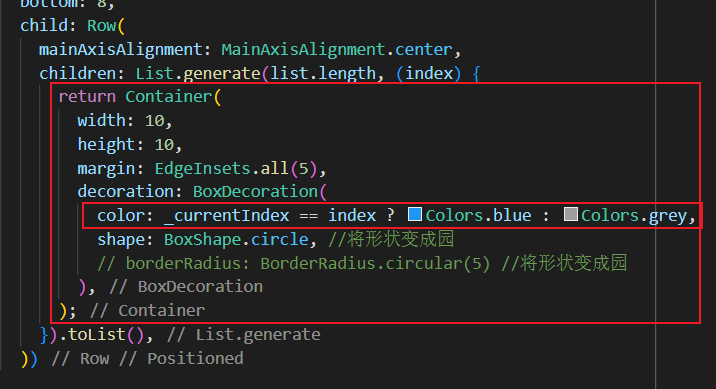 bottom: 8,
child: Row(
mainAxisAlignment: MainAxisAlignment.center,
children: List.generate(list.length, (index) {
return Container(
width: 10,
height: 10,
margin: EdgeInsets.all(5),
decoration: BoxDecoration(
color: _currentIndex == index ? Colors.blue : Colors.grey,
shape: BoxShape.circle, //将形状变成园
// borderRadius: BorderRadius.circular(5) //将形状变成园
), // BoxDecoration
); // Container
}).toList(), // List.generate
)) // Row // Positioned